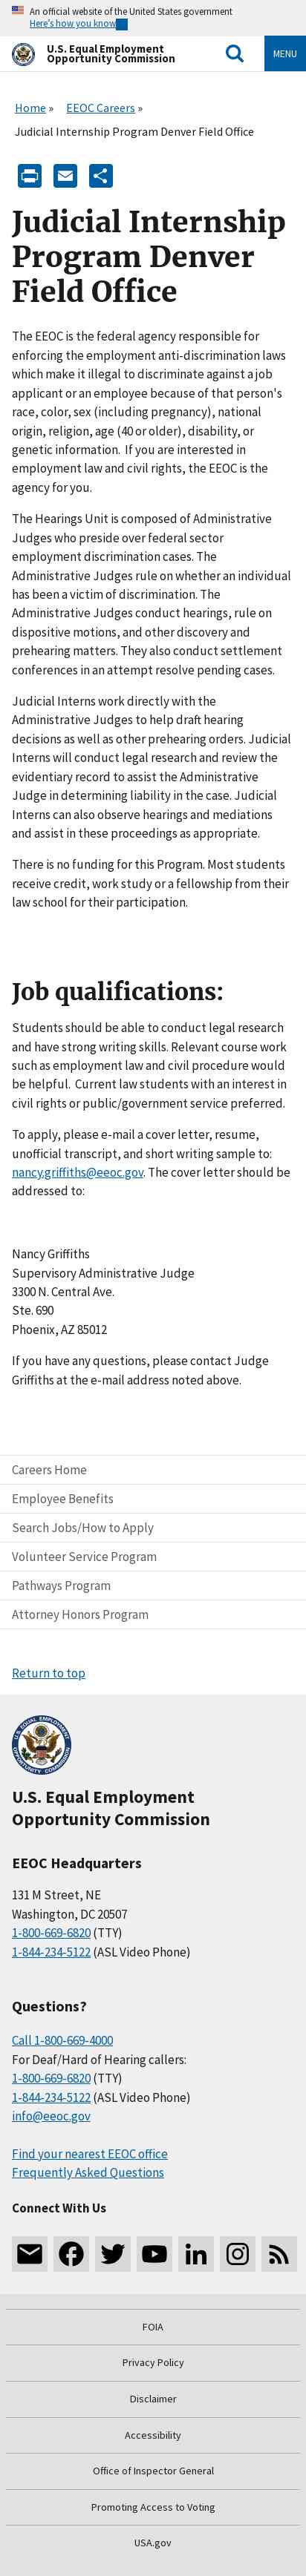 An official website of the United States government
Here's how you know
U.S. Equal Employment
Opportunity Commission
MENU
Home » EEOC Careers »
Judicial Internship Program Denver Field Office
Judicial Internship
Program Denver
Field Office
The EEOC is the federal agency responsible for
enforcing the employment anti-discrimination laws
which make it illegal to discriminate against a job
applicant or an employee because of that person's
race, color, sex (including pregnancy), national
origin, religion, age (40 or older), disability, or
genetic information.  If you are interested in
employment law and civil rights, the EEOC is the
agency for you.
The Hearings Unit is composed of Administrative
Judges who preside over federal sector
employment discrimination cases. The
Administrative Judges rule on whether an individual
has been a victim of discrimination. The
Administrative Judges conduct hearings, rule on
dispositive motions, and other discovery and
prehearing matters. They also conduct settlement
conferences in an attempt resolve pending cases.
Judicial Interns work directly with the
Administrative Judges to help draft hearing
decisions as well as other prehearing orders. Judicial
Interns will conduct legal research and review the
evidentiary record to assist the Administrative
Judge in determining liability in the case. Judicial
Interns can also observe hearings and mediations
and assist in these proceedings as appropriate.
There is no funding for this Program. Most students
receive credit, work study or a fellowship from their
law school for their participation.
Job qualifications:
Students should be able to conduct legal research
and have strong writing skills. Relevant course work
such as employment law and civil procedure would
be helpful.  Current law students with an interest in
civil rights or public/government service preferred.
To apply, please e-mail a cover letter, resume,
unofficial transcript, and short writing sample to:
nancy.griffiths@eeoc.gov. The cover letter should be
addressed to:
Nancy Griffiths
Supervisory Administrative Judge
3300 N. Central Ave.
Ste. 690
Phoenix, AZ 85012
If you have any questions, please contact Judge
Griffiths at the e-mail address noted above.
Careers Home
Employee Benefits
Search Jobs/How to Apply
Volunteer Service Program
Pathways Program
Attorney Honors Program
Return to top
U.S. Equal Employment
Opportunity Commission
EEOC Headquarters
131 M Street, NE
Washington, DC 20507
1-800-669-6820 (TTY)
1-844-234-5122 (ASL Video Phone)
Questions?
Call 1-800-669-4000
For Deaf/Hard of Hearing callers:
1-800-669-6820 (TTY)
1-844-234-5122 (ASL Video Phone)
info@eeoc.gov
Find your nearest EEOC office
Frequently Asked Questions
Connect With Us
FOIA
Privacy Policy
Disclaimer
Accessibility
Office of Inspector General
Promoting Access to Voting
USA.gov